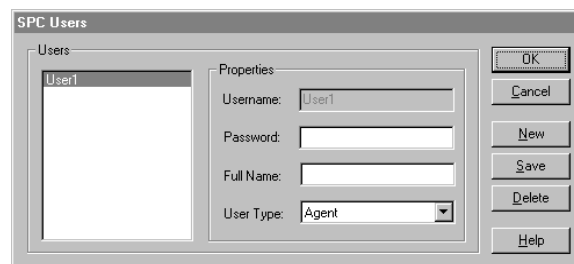 SPC Users
Users
User1
Properties
Username: User1
Password:
Full Name:
User Type: Agent
OK
Cancel
New
Save
Delete
Help